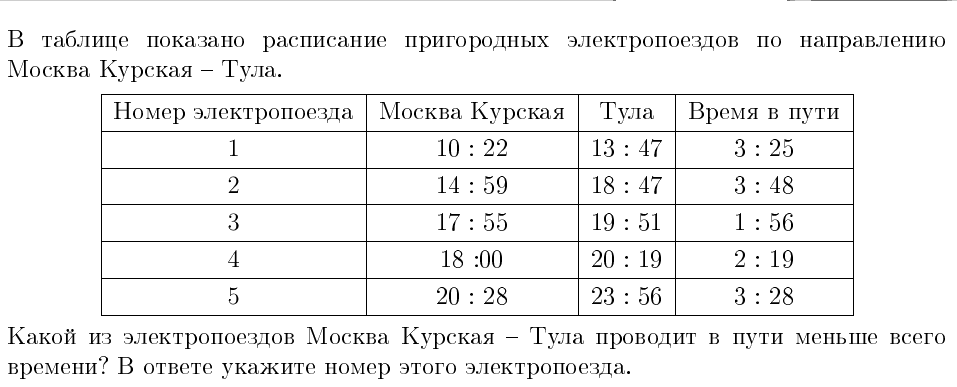 В таблице показано расписание пригородных электропоездов по направлению
Москва Курская – Тула.
Номер электропоезда Москва Курская Тула Время в пути
1 10 : 22 13 : 47 3 : 25
2 14 : 59 18 : 47 3 : 48
3 17 : 55 19 : 51 1 : 56
4 18 :00 20 : 19 2 : 19
5 20 : 28 23 : 56 3 : 28
Какой из электропоездов Москва Курская – Тула проводит в пути меньше всего
времени? В ответе укажите номер этого электропоезда.